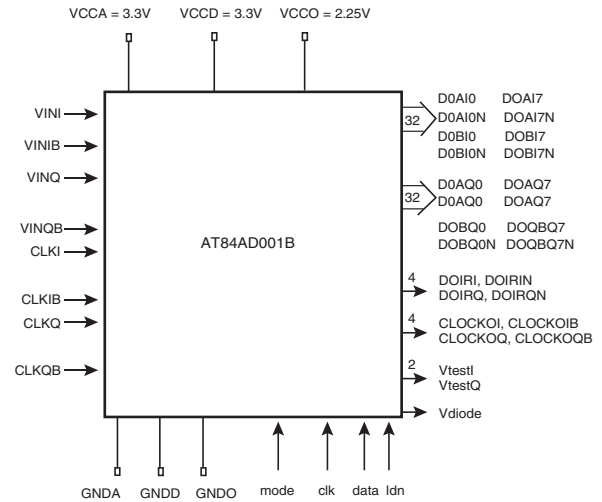 VCCA = 3.3V VCCD = 3.3V VCCO = 2.25V
VINI
VINIB
VINQ
VINQB
CLKI
CLKIB
CLKQ
CLKQB
AT84AD001B
32
D0AI0 DOAI7
D0AI0N DOAI7N
D0BI0 DOBI7
D0BI0N DOBI7N
32
D0AQ0 DOAQ7
D0AQ0 DOAQ7
DOBQ0 DOQBQ7
DOBQ0N DOQBQ7N
4
DOIRI, DOIRIN
DOIRQ, DOIRQN
4
CLOCKOI, CLOCKOIB
CLOCKOQ, CLOCKOQB
2
VtestI
VtestQ
Vdiode
GNDA GNDD GNDO mode clk data ldn